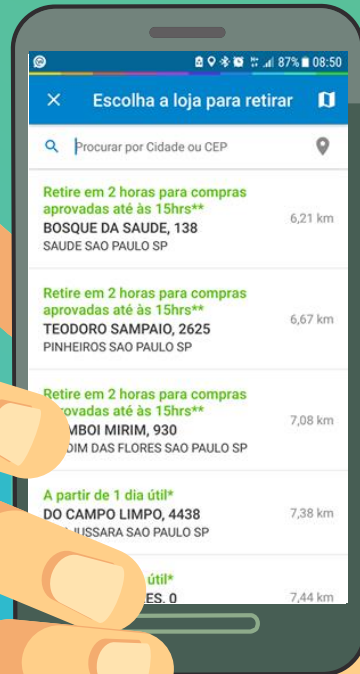 87% 08:50
Escolha a loja para retirar
Procurar por Cidade ou CEP
Retire em 2 horas para compras
aprovadas até às 15hrs**
6,21 km
BOSQUE DA SAUDE, 138
SAUDE SAO PAULO SP
Retire em 2 horas para compras
aprovadas até às 15hrs**
6,67 km
TEODORO SAMPAIO, 2625
PINHEIROS SAO PAULO SP
Retire em 2 horas para compras
até às 15hrs**
7,08 km
MIRIM, 930
DAS FLORES SAO PAULO SP
A partir de 1 dia útil*
DO CAMPO LIMPO, 4438
7,38 km
JUSSARA SAO PAULO SP
útil*
0
7,44 km